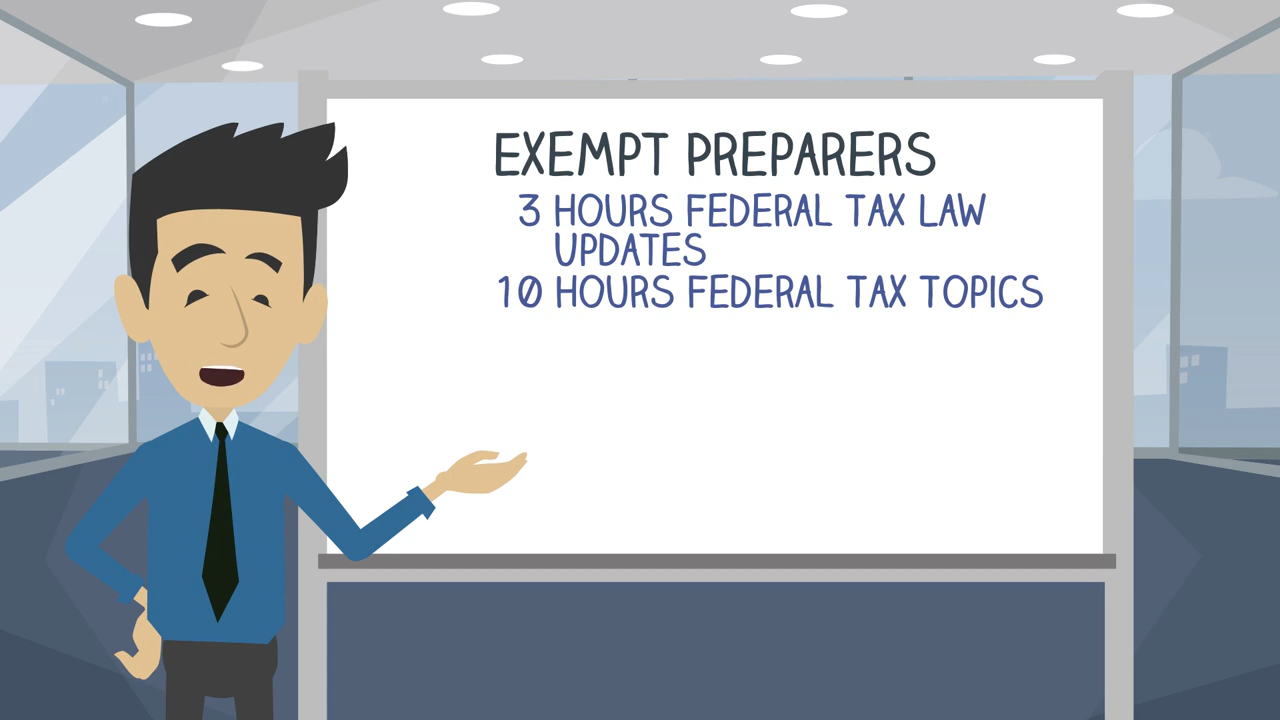 EXEMPT PREPARERS
3 HOURS FEDERAL TAX LAW
UPDATES
10 HOURS FEDERAL TAX TOPICS